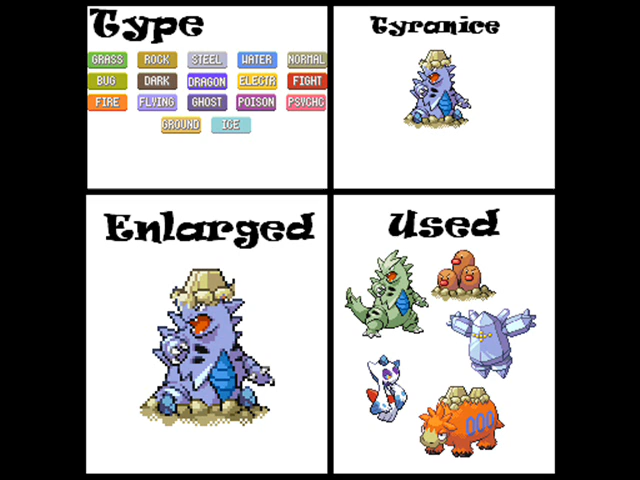 Type
GRASS ROCK STEEL WATER NORMAL
BUG DARK DRAGON ELECTR FIGHT
FIRE FLYING GHOST POISON PSYCHC
GROUND ICE
Tyranice
Enlarged
Used